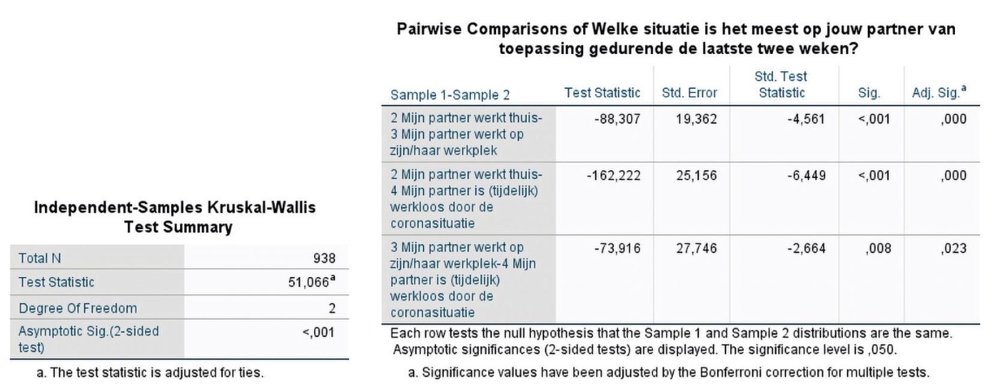 Independent-Samples Kruskal-Wallis
Test Summary
Total N 938
Test Statistic 51,066a
Degree Of Freedom 2
Asymptotic Sig.(2-sided <,001
test)
a. The test statistic is adjusted for ties.
Pairwise Comparisons of Welke situatie is het meest op jouw partner van
toepassing gedurende de laatste twee weken?
Std. Test
Sample 1-Sample 2 Test Statistic Std. Error Statistic Sig. Adj. Sig.a
2 Mijn partner werkt thuis- -88,307 19,362 -4,561 <,001 ,000
3 Mijn partner werkt op
zijn/haar werkplek
2 Mijn partner werkt thuis- -162,222 25,156 -6,449 <,001 ,000
4 Mijn partner is (tijdelijk)
werkloos door de
coronasituatie
3 Mijn partner werkt op -73,916 27,746 -2,664 ,008 ,023
zijn/haar werkplek-4 Mijn
partner is (tijdelijk)
werkloos door de
coronasituatie
Each row tests the null hypothesis that the Sample 1 and Sample 2 distributions are the same.
Asymptotic significances (2-sided tests) are displayed. The significance level is ,050.
a. Significance values have been adjusted by the Bonferroni correction for multiple tests.